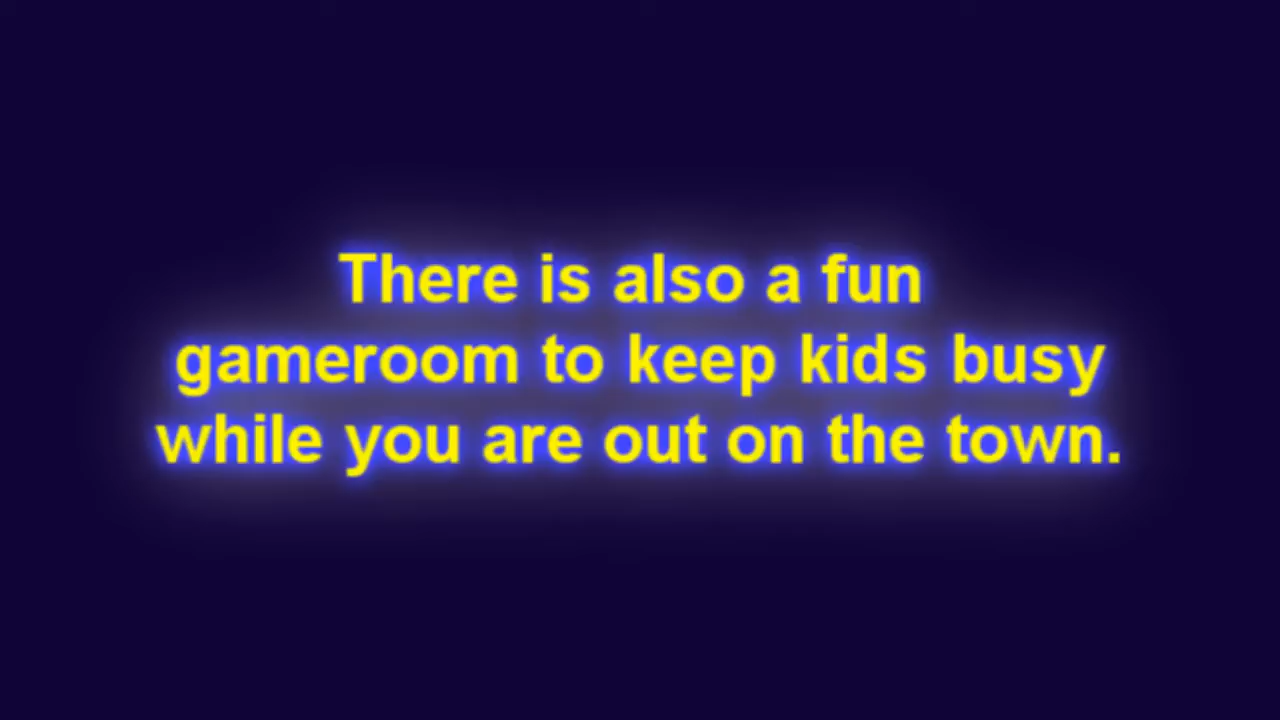 There is also a fun
gameroom to keep kids busy
while you are out on the town.